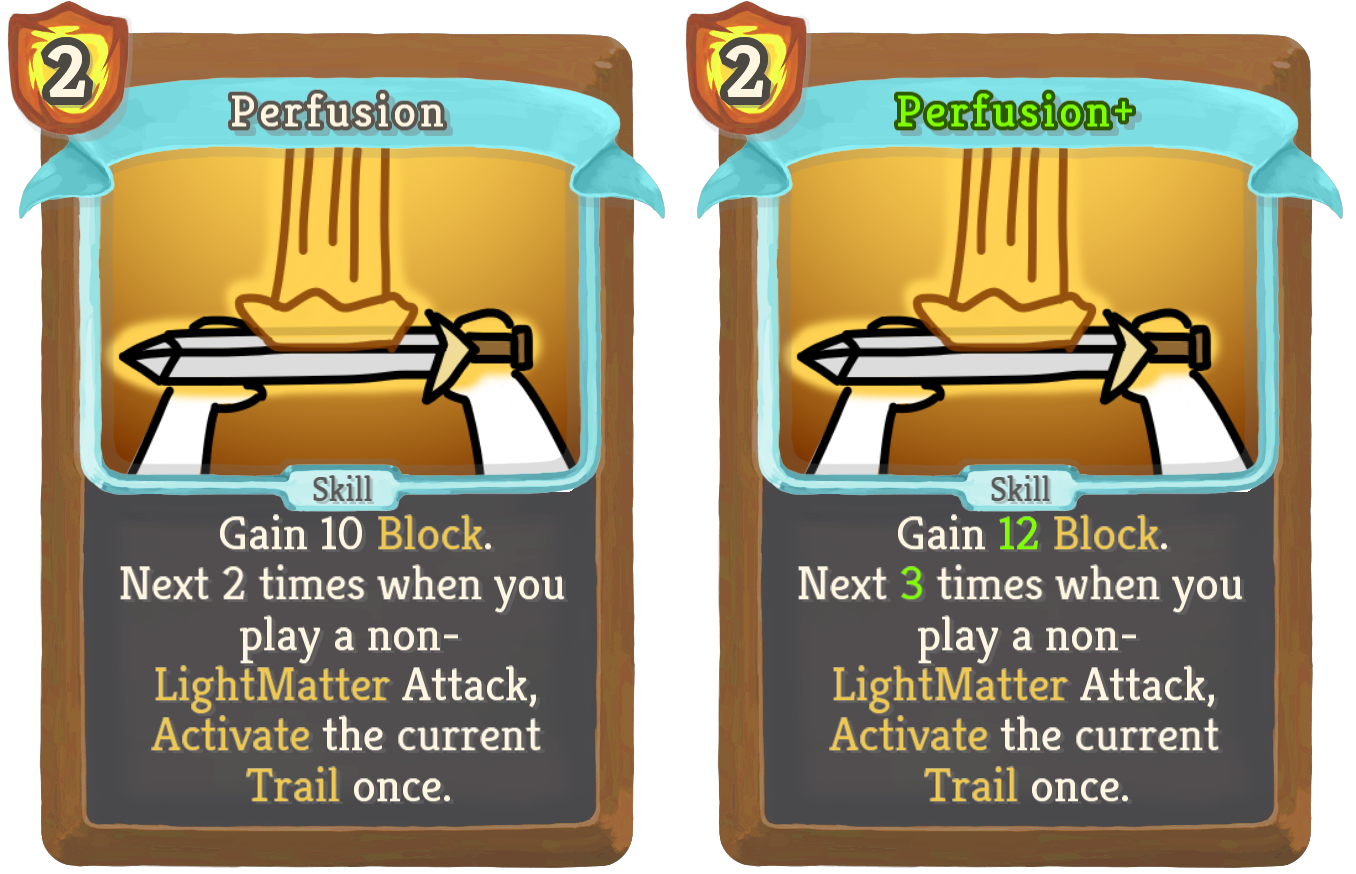 2
Perfusion
Skill
Gain 10 Block.
Next 2 times when you
play a non-
LightMatter Attack,
Activate the current
Trail once.
2
Perfusion+
Skill
Gain 12 Block.
Next 3 times when you
play a non-
LightMatter Attack,
Activate the current
Trail once.